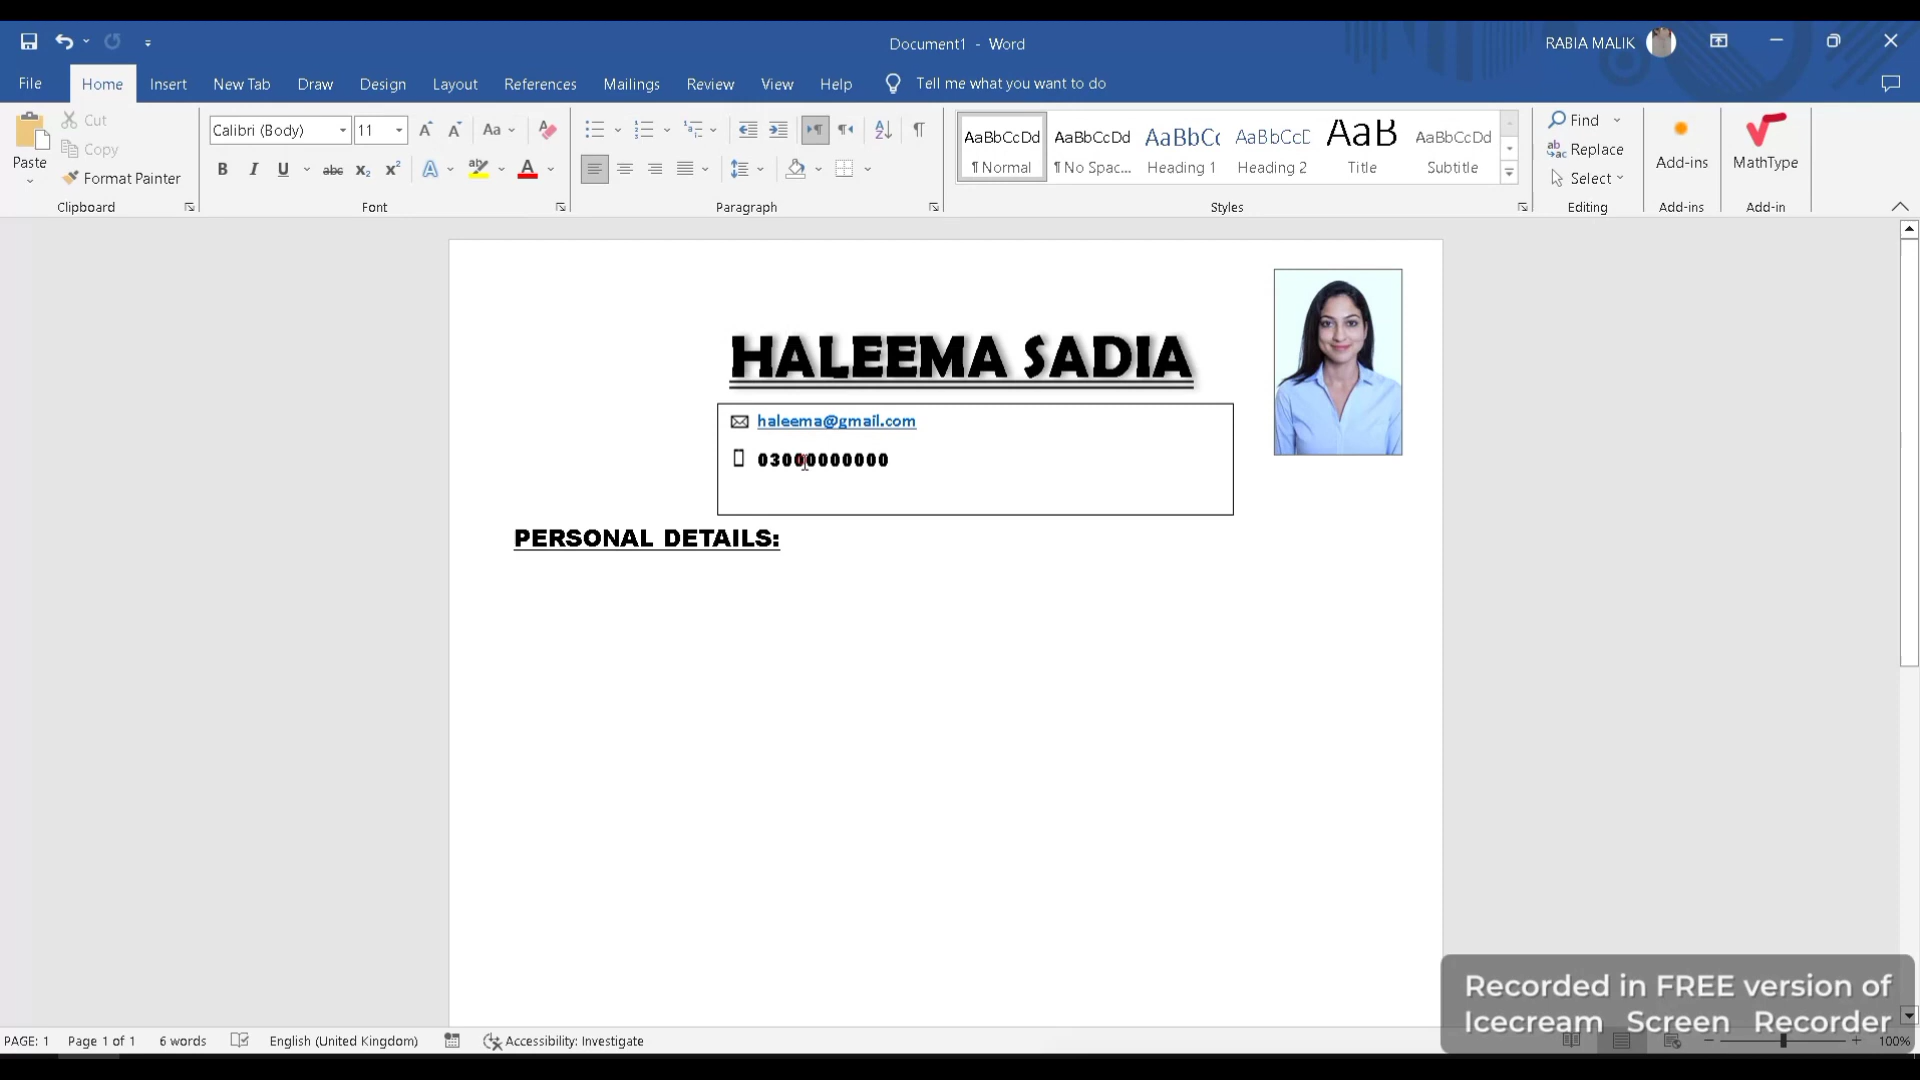 Document1 - Word
RABIA MALIK
File Home Insert New Tab Draw Design Layout References Mailings Review View Help Tell me what you want to do
Paste
Cut
Copy
Format Painter
Clipboard
Calibri (Body) 11
Font
Paragraph
AaBbCcDd AaBbCcDd AaBbCc AaBbCcD AaB AaBbCcDd
¶ Normal ¶ No Spac... Heading 1 Heading 2 Title Subtitle
Styles
Find
Replace
Select
Editing
Add-ins
Add-ins
MathType
Add-in
HALEEMA SADIA
haleema@gmail.com
03000000000
PERSONAL DETAILS:
Recorded in FREE version of
Icecream Screen Recorder
PAGE: 1 Page 1 of 1 6 words English (United Kingdom) Accessibility: Investigate 100%